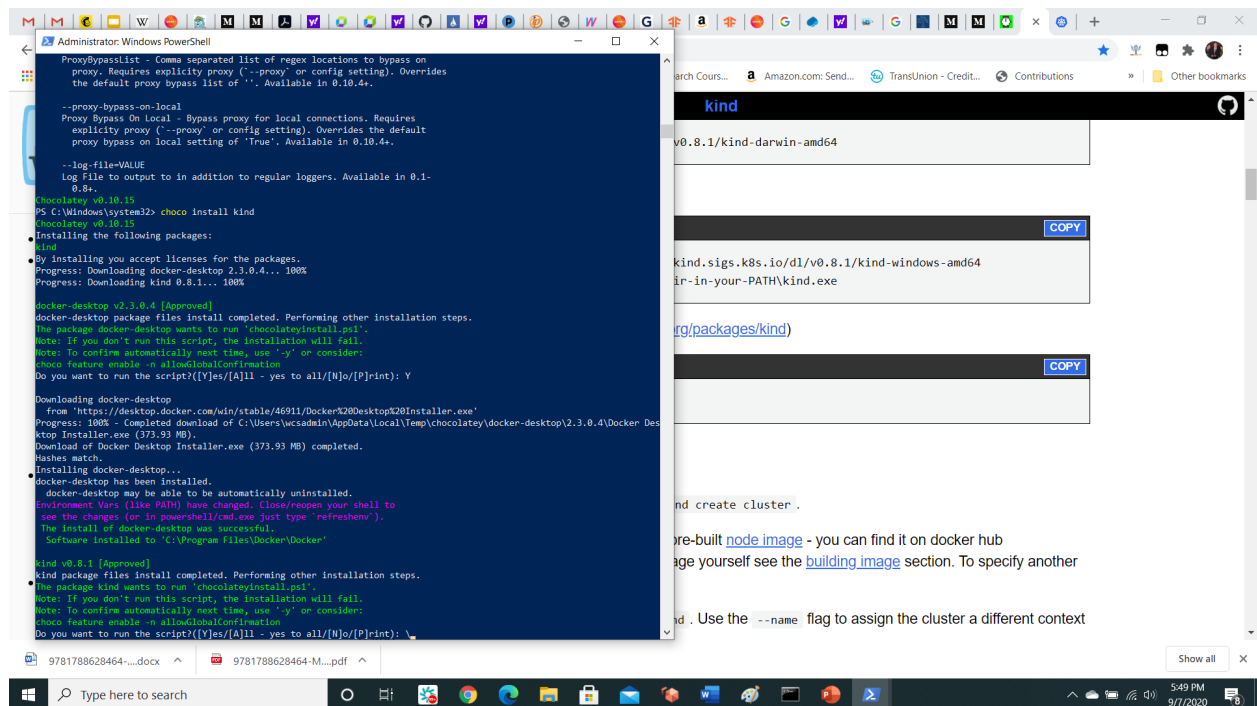 Administrator: Windows PowerShell
ProxyBypassList - Comma separated list of regex locations to bypass on
proxy. Requires explicity proxy (`--proxy` or config setting). Overrides
the default proxy bypass list of ''. Available in 0.10.4+.
--proxy-bypass-on-local
Proxy Bypass On Local - Bypass proxy for local connections. Requires
explicity proxy (`--proxy` or config setting). Overrides the default
proxy bypass on local setting of 'True'. Available in 0.10.4+.
--log-file=VALUE
Log File to output to in addition to regular loggers. Available in 0.1-
0.8+.
Chocolatey v0.10.15
PS C:\Windows\system32> choco install kind
Chocolatey v0.10.15
Installing the following packages:
kind
By installing you accept licenses for the packages.
Progress: Downloading docker-desktop 2.3.0.4... 100%
Progress: Downloading kind 0.8.1... 100%
docker-desktop v2.3.0.4 [Approved]
docker-desktop package files install completed. Performing other installation steps.
The package docker-desktop wants to run 'chocolateyinstall.ps1'.
Note: If you don't run this script, the installation will fail.
Note: To confirm automatically next time, use '-y' or consider:
choco feature enable -n allowGlobalConfirmation
Do you want to run the script?([Y]es/[A]ll - yes to all/[N]o/[P]rint): Y
Downloading docker-desktop
from 'https://desktop.docker.com/win/stable/46911/Docker%20Desktop%20Installer.exe'
Progress: 100% - Completed download of C:\Users\wcsadmin\AppData\Local\Temp\chocolatey\docker-desktop\2.3.0.4\Docker Des
ktop Installer.exe (373.93 MB).
Download of Docker Desktop Installer.exe (373.93 MB) completed.
Hashes match.
Installing docker-desktop...
docker-desktop has been installed.
docker-desktop may be able to be automatically uninstalled.
Environment Vars (like PATH) have changed. Close/reopen your shell to
see the changes (or in powershell/cmd.exe just type `refreshenv`).
The install of docker-desktop was successful.
Software installed to 'C:\Program Files\Docker\Docker'
kind v0.8.1 [Approved]
kind package files install completed. Performing other installation steps.
The package kind wants to run 'chocolateyinstall.ps1'.
Note: If you don't run this script, the installation will fail.
Note: To confirm automatically next time, use '-y' or consider:
choco feature enable -n allowGlobalConfirmation
Do you want to run the script?([Y]es/[A]ll - yes to all/[N]o/[P]rint): \_
arch Cours... Amazon.com: Send... TransUnion - Credit... Contributions » Other bookmarks
kind
v0.8.1/kind-darwin-amd64
COPY
kind.sigs.k8s.io/dl/v0.8.1/kind-windows-amd64
ir-in-your-PATH\kind.exe
org/packages/kind)
COPY
nd create cluster .
pre-built node image - you can find it on docker hub
age yourself see the building image section. To specify another
nd . Use the --name flag to assign the cluster a different context
9781788628464-....docx 9781788628464-M....pdf Show all
Type here to search
5:49 PM
9/7/2020
8